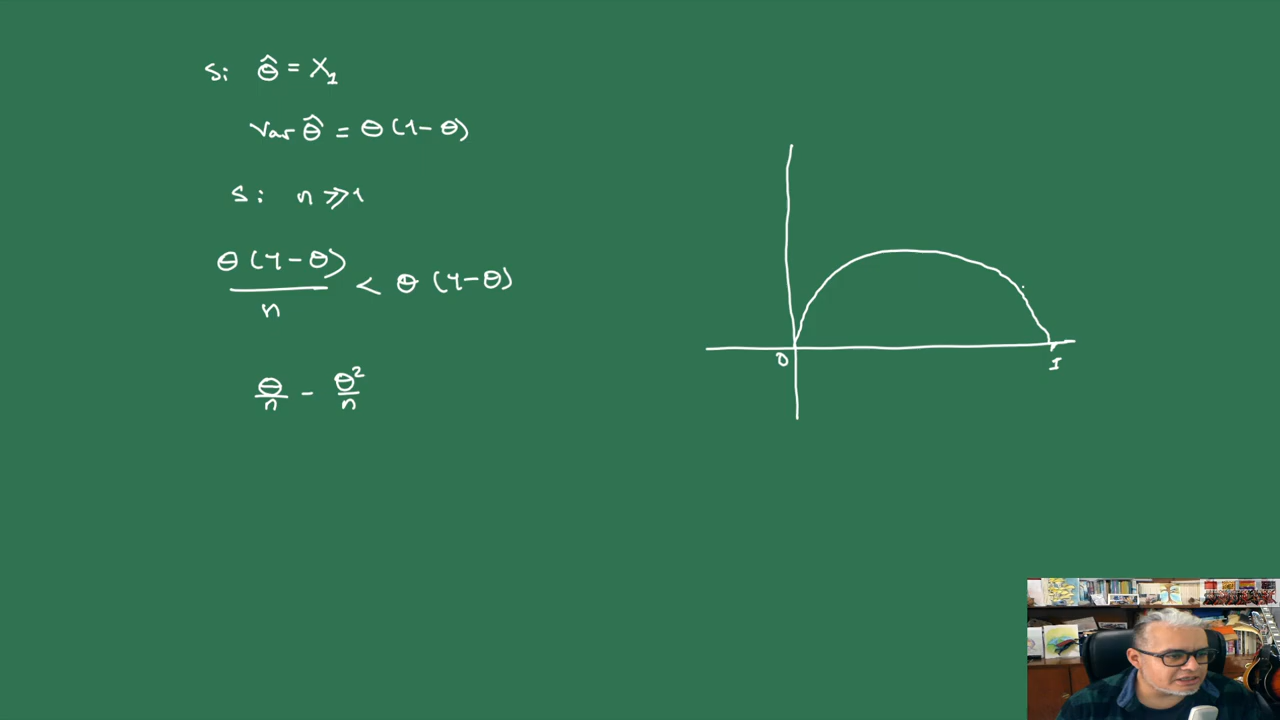 Si θ̂ = X₁
Var θ̂ = θ(1-θ)
Si n ≫ 1
θ(1-θ)/n < θ(1-θ)
θ/n - θ²/n
0
1